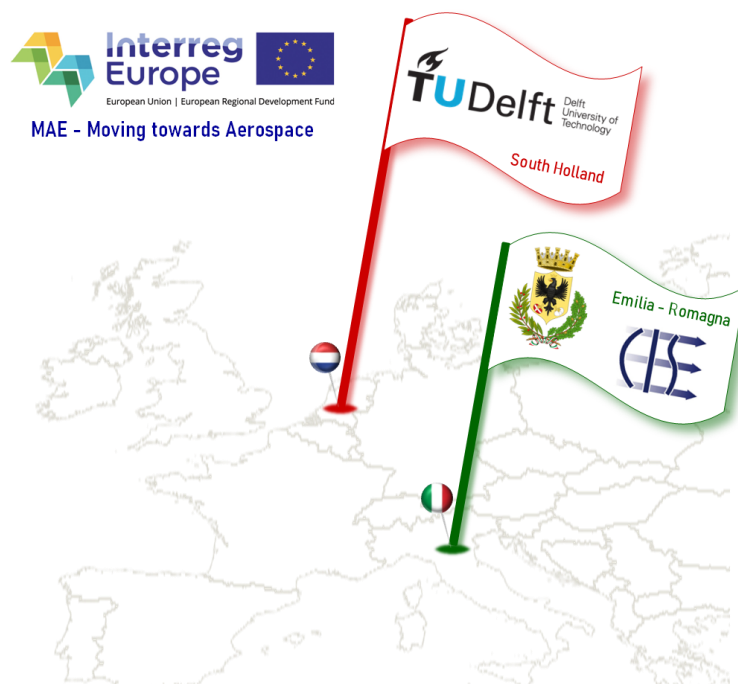 Interreg
Europe
European Union | European Regional Development Fund
MAE - Moving towards Aerospace
TUDelft
Delft
University of
Technology
South Holland
Emilia - Romagna